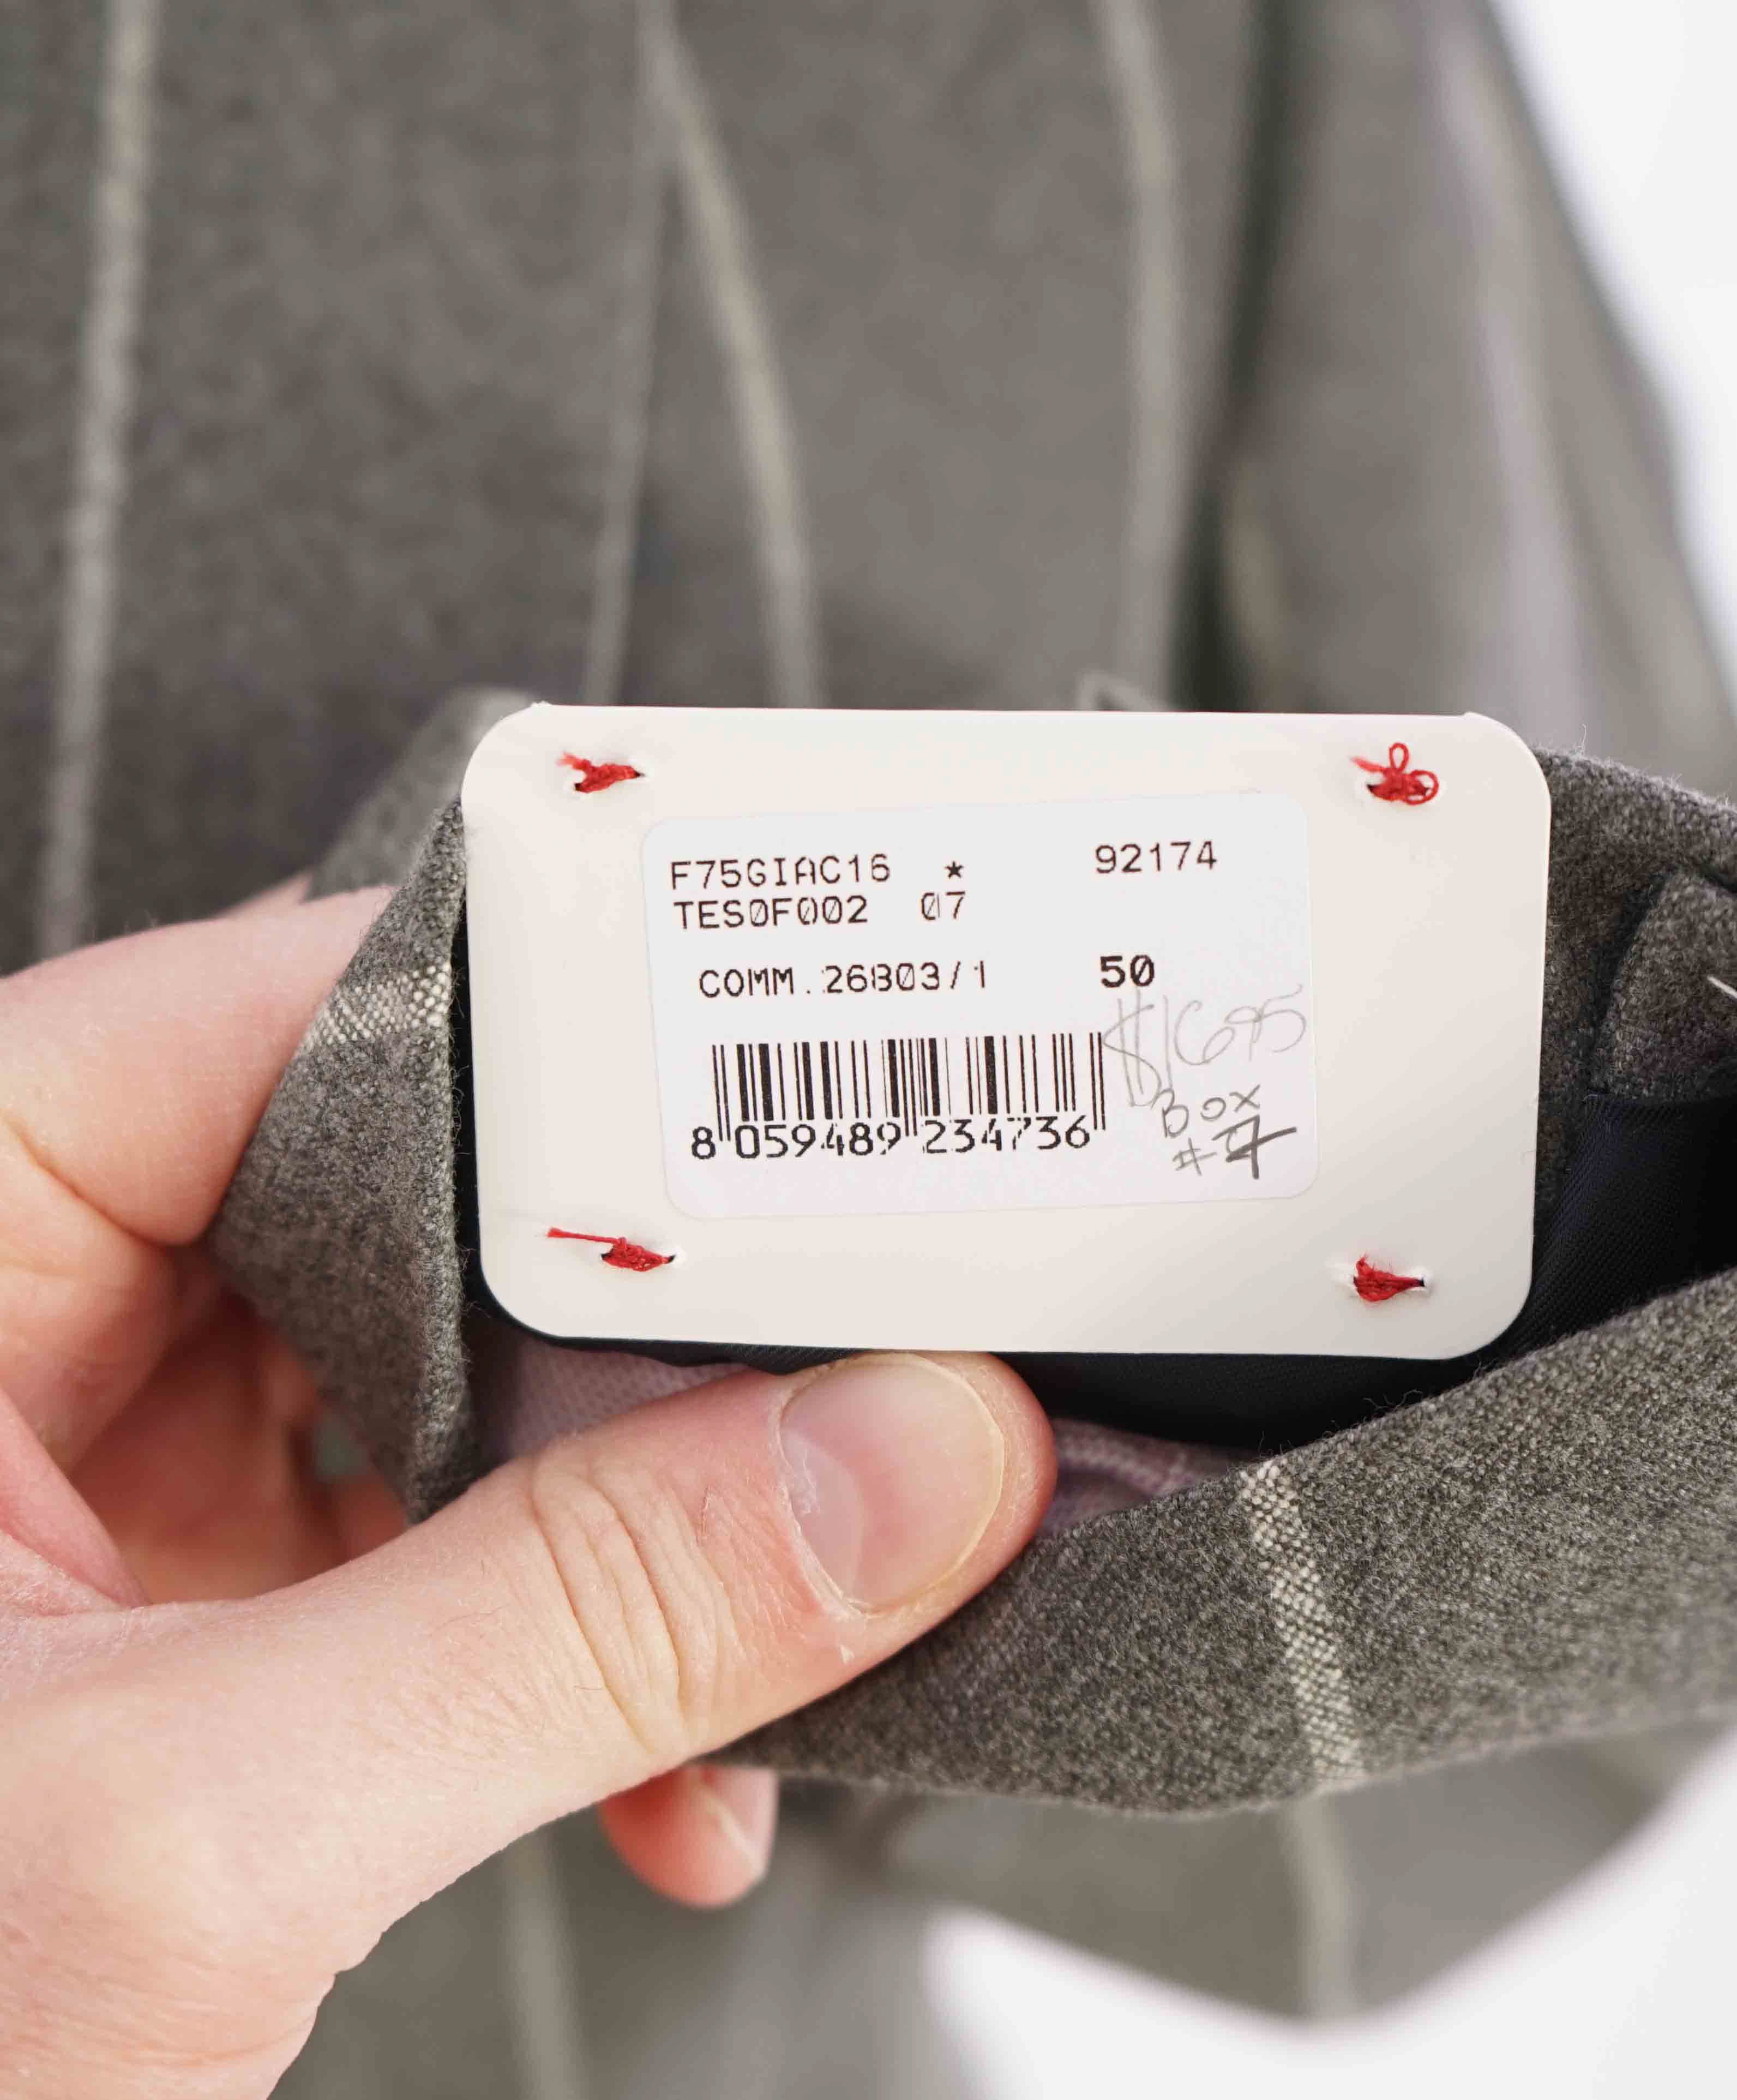 F75GIAC16 * 92174
TES0F002 07
COMM. 26803/1 50
$1695
Box
#7
8 059489 234736